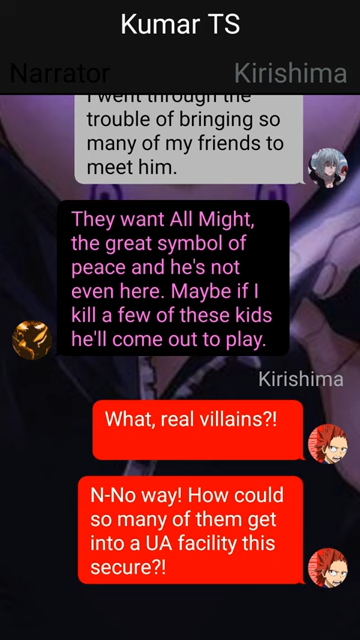 Kumar TS
Narrator
Kirishima
I went through the
trouble of bringing so
many of my friends to
meet him.
They want All Might,
the great symbol of
peace and he's not
even here. Maybe if I
kill a few of these kids
he'll come out to play.
Kirishima
What, real villains?!
N-No way! How could
so many of them get
into a UA facility this
secure?!